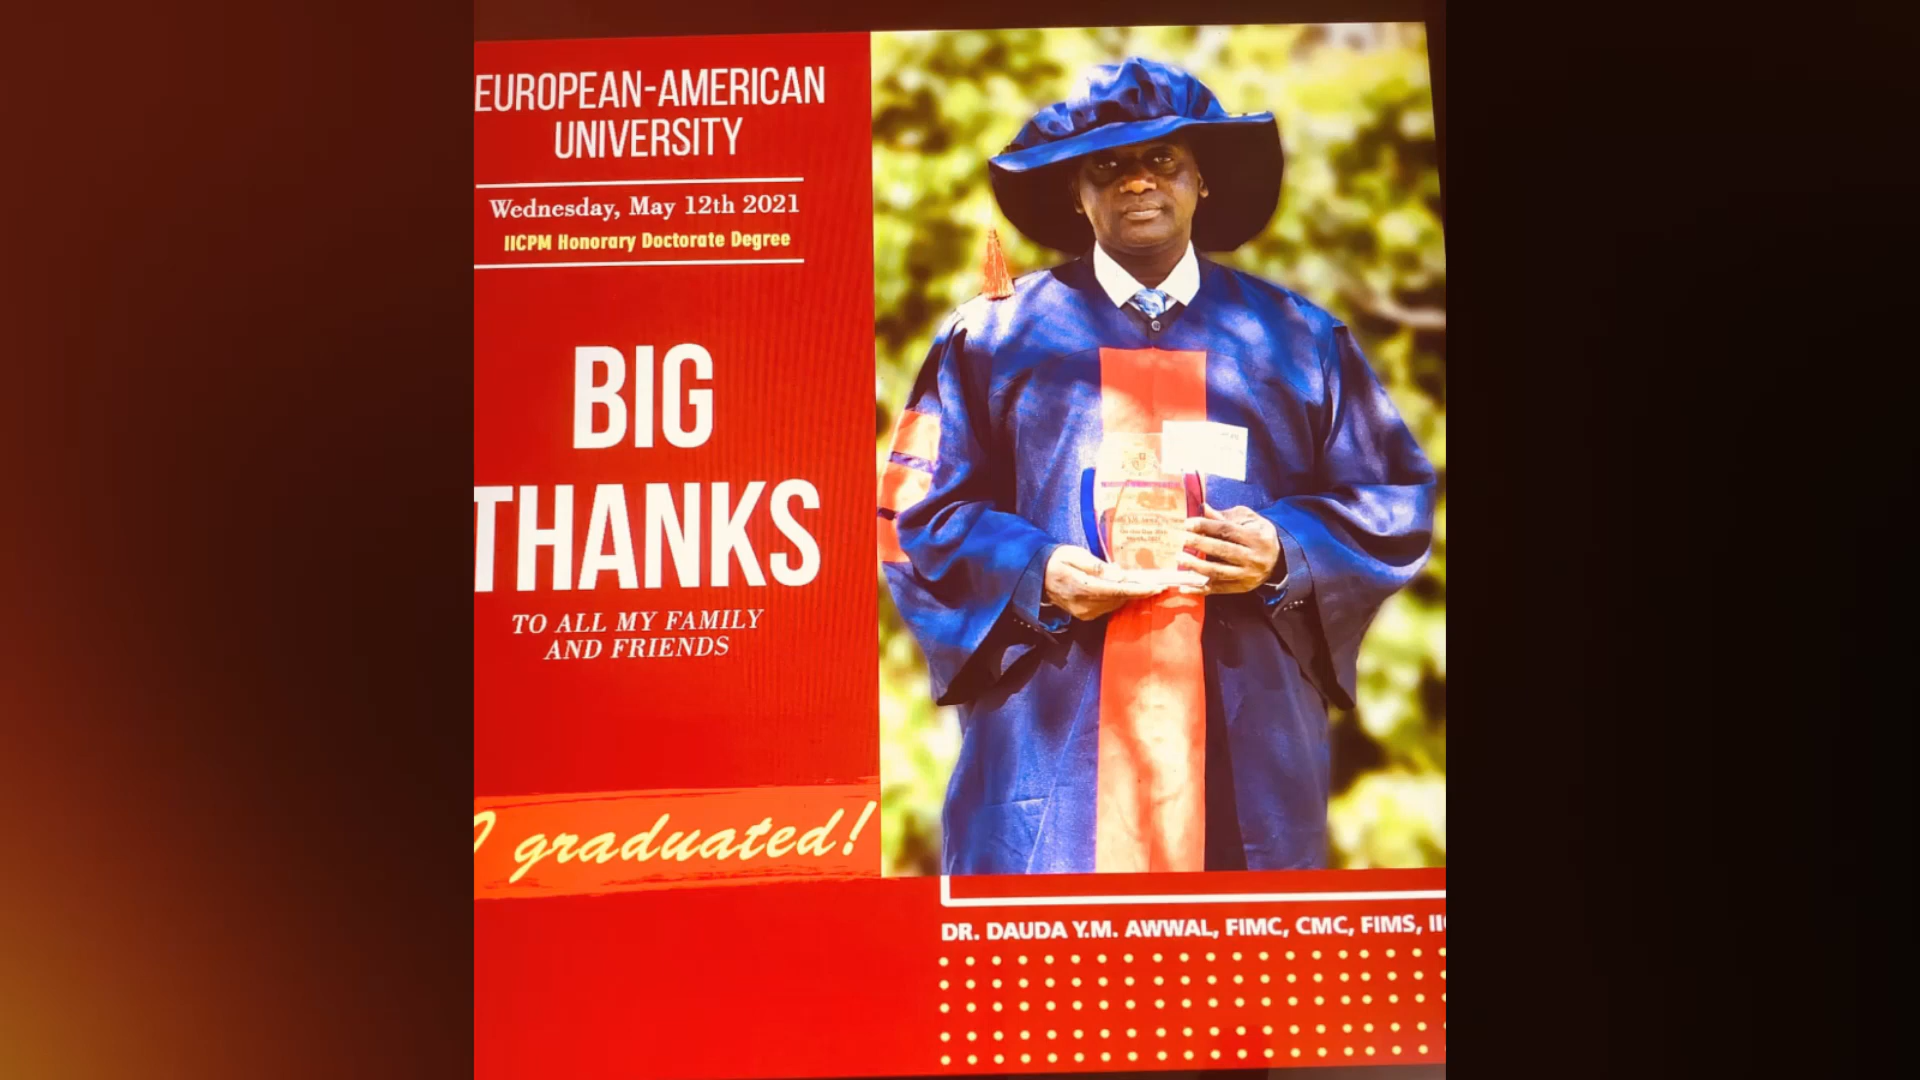 EUROPEAN-AMERICAN
UNIVERSITY
Wednesday, May 12th 2021
IICPM Honorary Doctorate Degree
BIG
THANKS
TO ALL MY FAMILY
AND FRIENDS
I graduated!
DR. DAUDA Y.M. AWWAL, FIMC, CMC, FIMS,